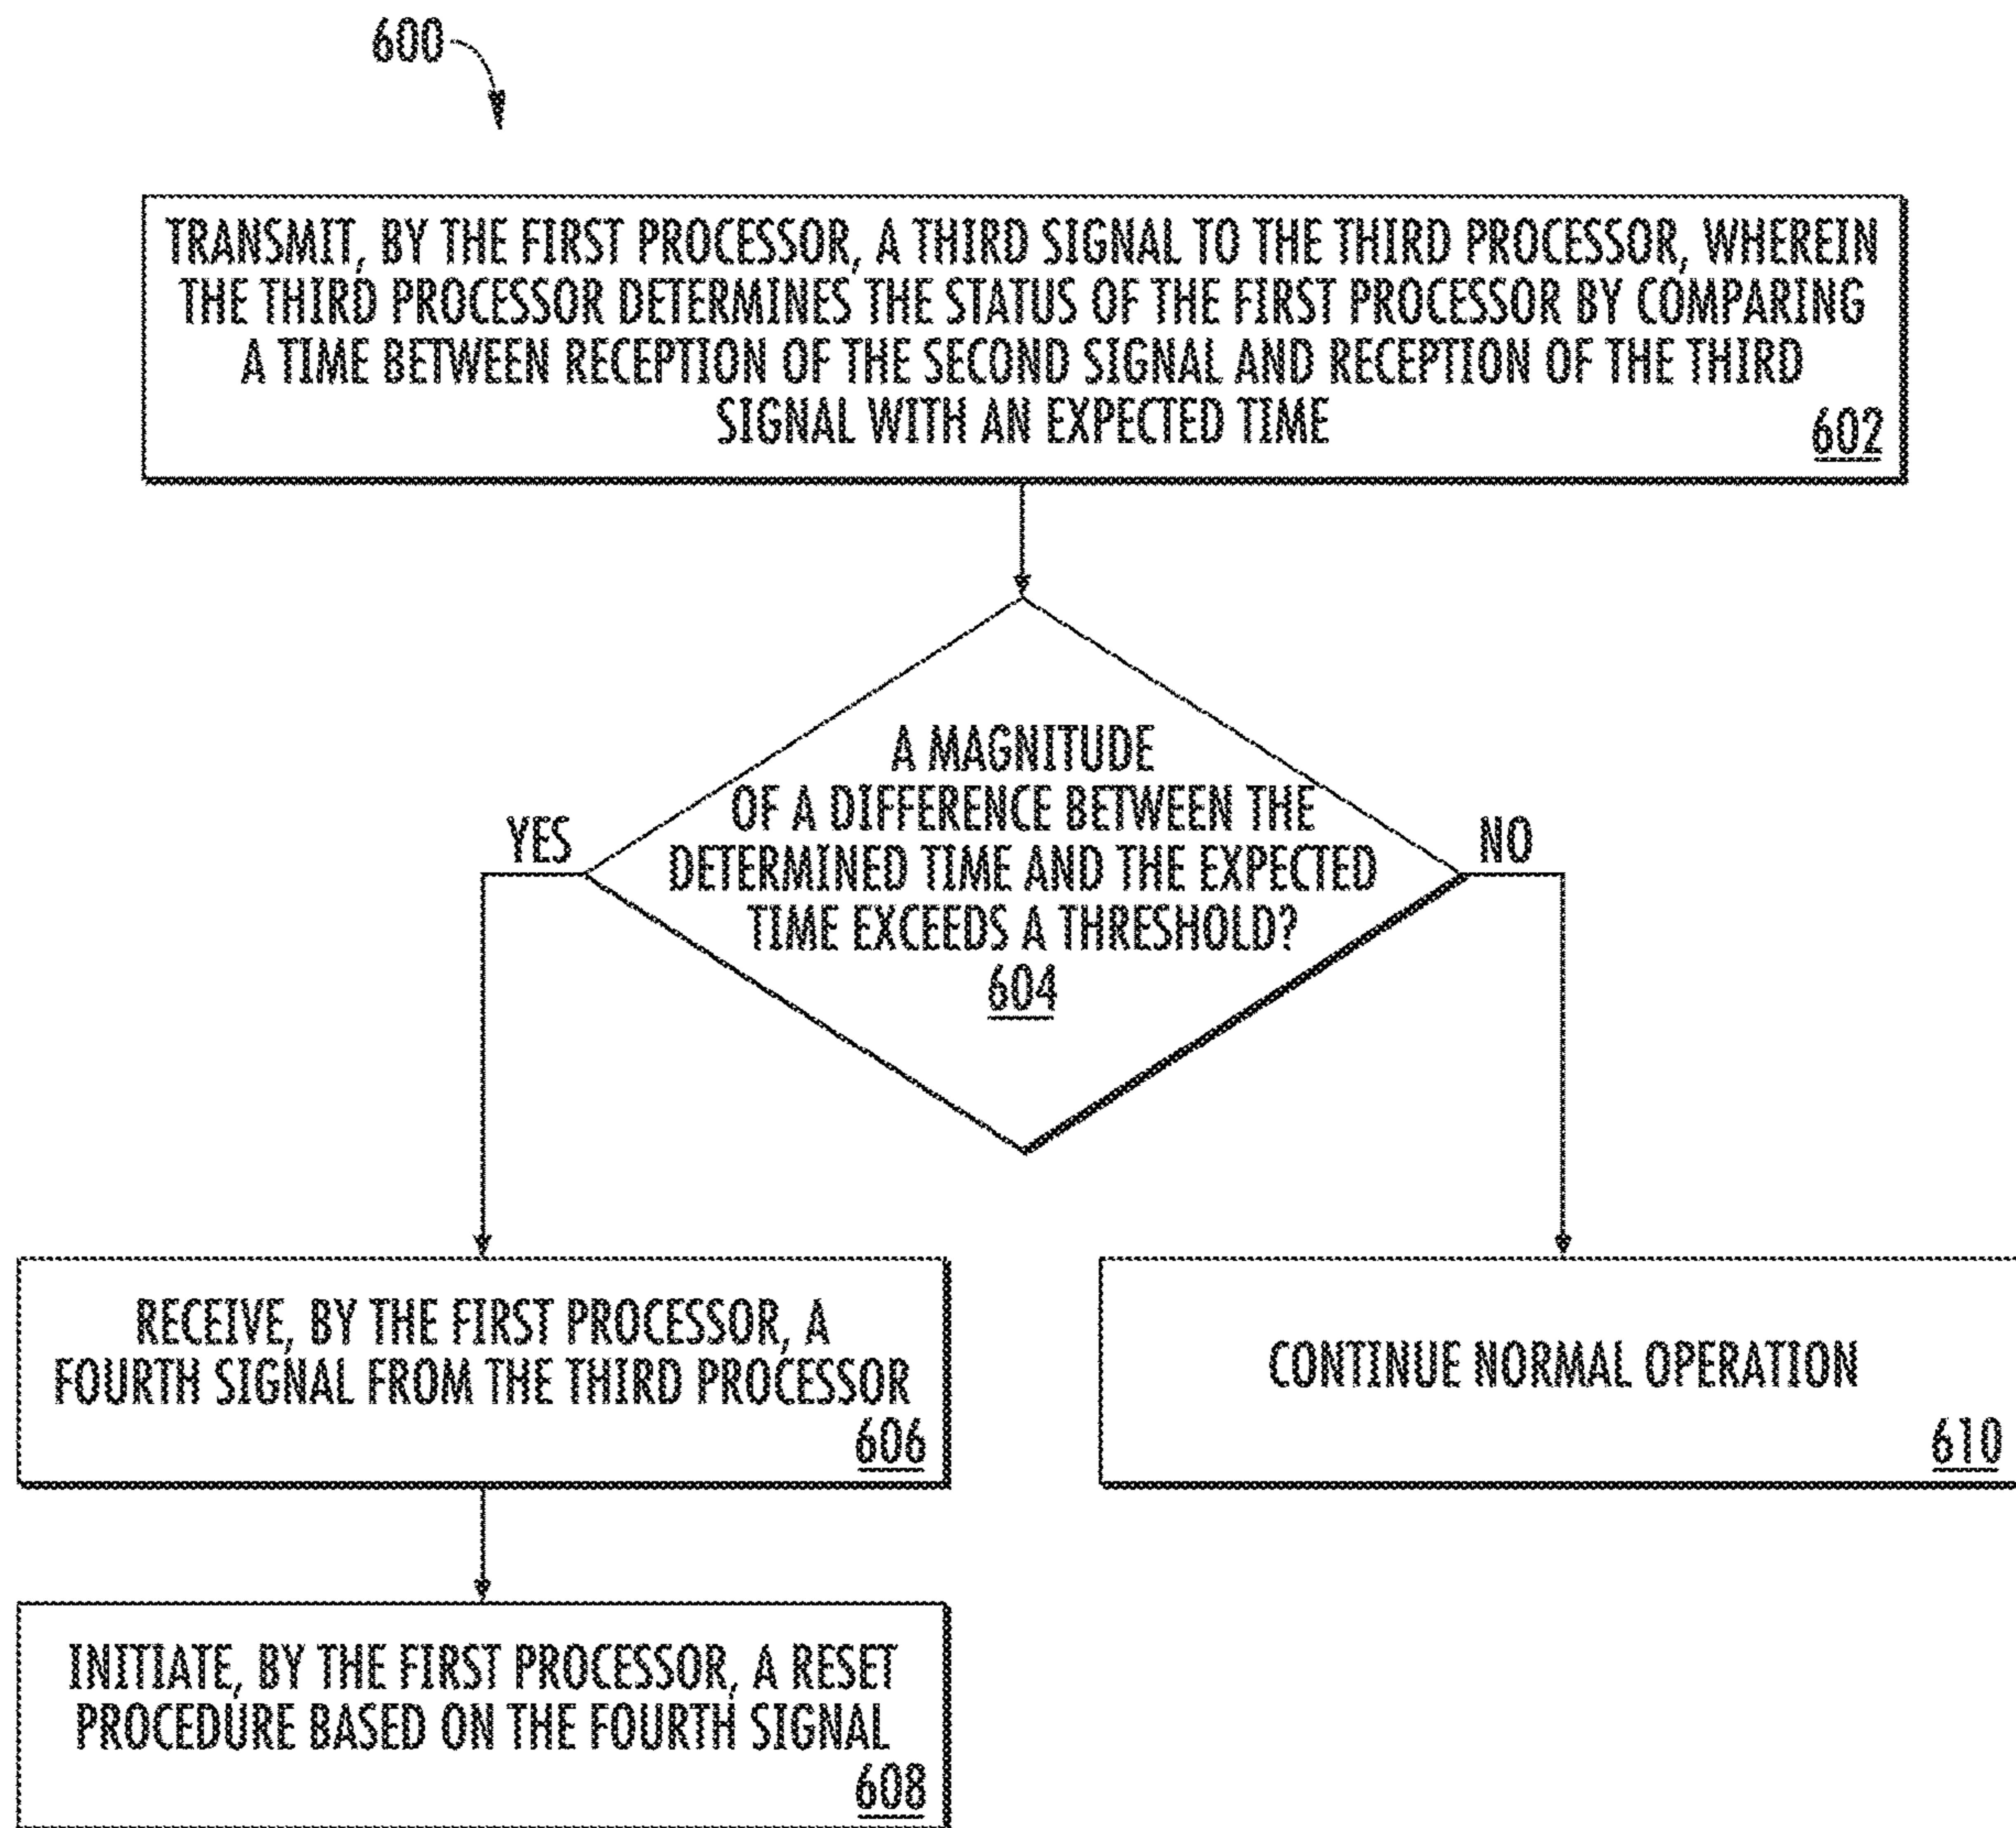 600
TRANSMIT, BY THE FIRST PROCESSOR, A THIRD SIGNAL TO THE THIRD PROCESSOR, WHEREIN
THE THIRD PROCESSOR DETERMINES THE STATUS OF THE FIRST PROCESSOR BY COMPARING
A TIME BETWEEN RECEPTION OF THE SECOND SIGNAL AND RECEPTION OF THE THIRD
SIGNAL WITH AN EXPECTED TIME
602
A MAGNITUDE
OF A DIFFERENCE BETWEEN THE
DETERMINED TIME AND THE EXPECTED
TIME EXCEEDS A THRESHOLD?
604
YES
NO
RECEIVE, BY THE FIRST PROCESSOR, A
FOURTH SIGNAL FROM THE THIRD PROCESSOR
606
CONTINUE NORMAL OPERATION
610
INITIATE, BY THE FIRST PROCESSOR, A RESET
PROCEDURE BASED ON THE FOURTH SIGNAL
608